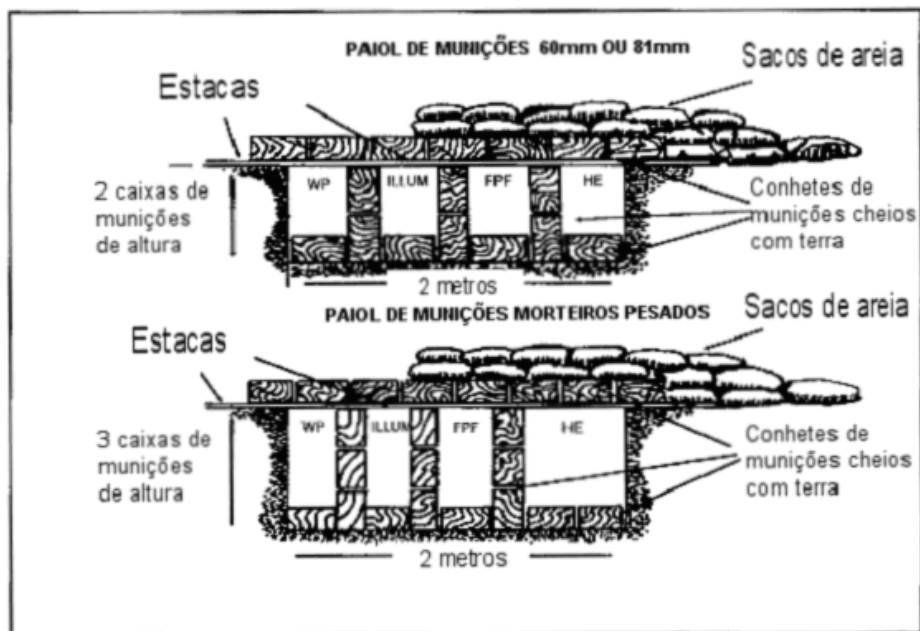 PAIOL DE MUNIÇÕES 60mm OU 81mm
Sacos de areia
Estacas
WP
ILLUM
FPF
HE
2 caixas de
munições
de altura
Conhetes de
munições cheios
com terra
2 metros
PAIOL DE MUNIÇÕES MORTEIROS PESADOS
Sacos de areia
Estacas
WP
ILLUM
FPF
HE
3 caixas de
munições
de altura
Conhetes de
munições cheios
com terra
2 metros